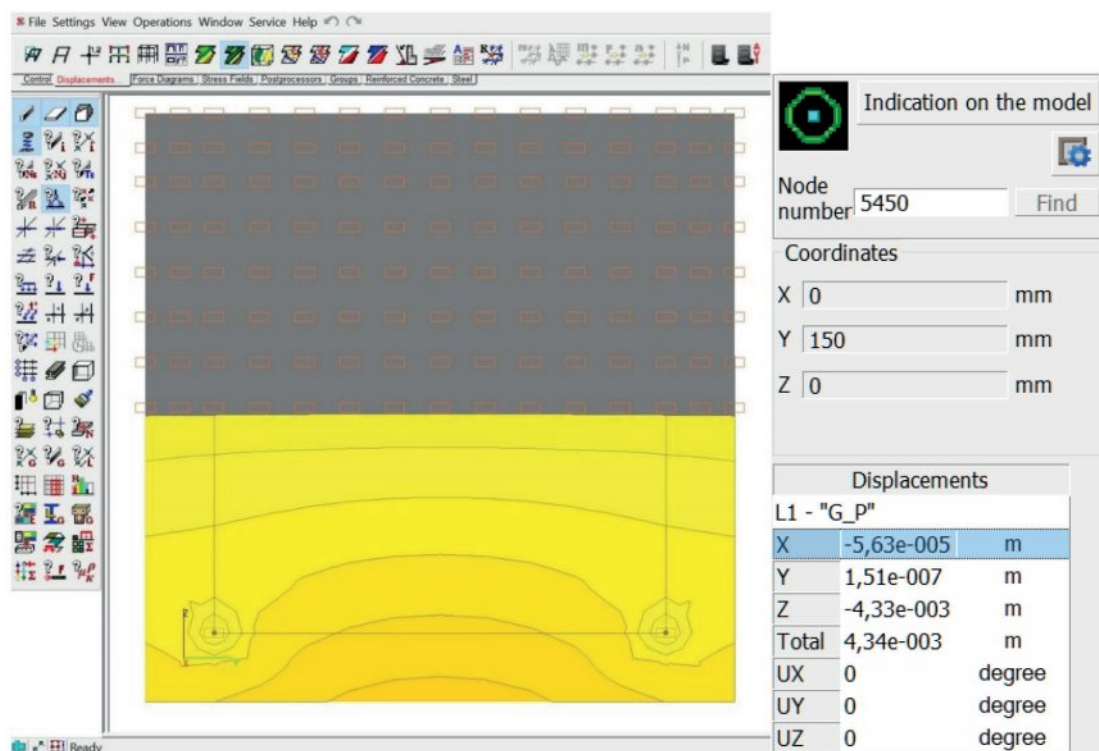 File Settings View Operations Window Service Help
Control Displacements Force Diagrams Stress Fields Postprocessors Groups Reinforced Concrete Steel
Indication on the model
Node number 5450 Find
Coordinates
X 0 mm
Y 150 mm
Z 0 mm
Displacements
L1 - "G_P"
X -5,63e-005 m
Y 1,51e-007 m
Z -4,33e-003 m
Total 4,34e-003 m
UX 0 degree
UY 0 degree
UZ 0 degree
Ready